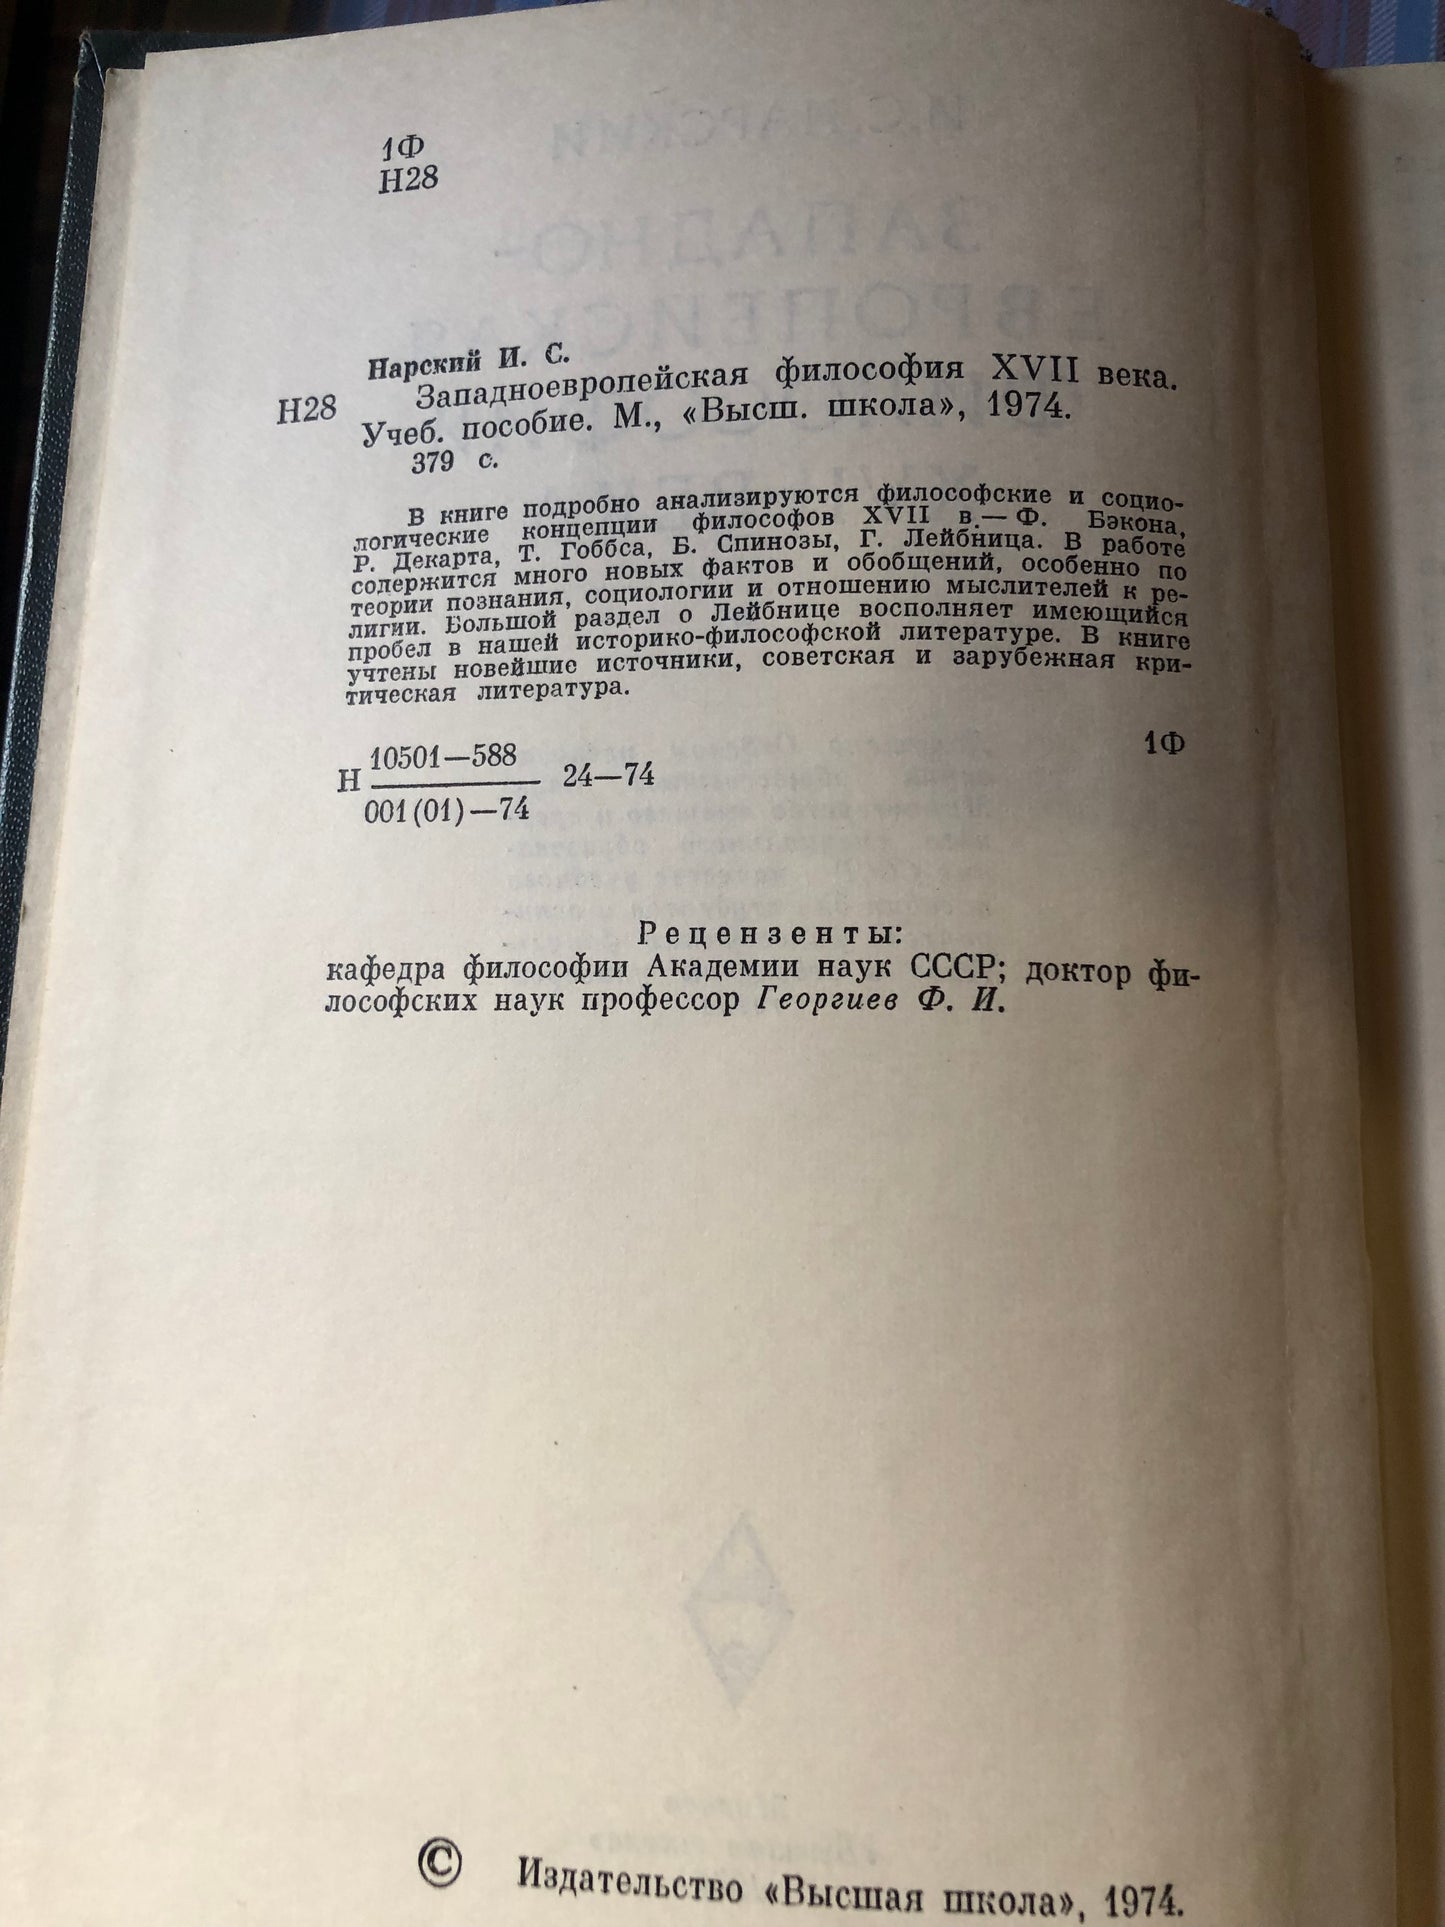 1Ф
Н28
Нарский И. С.
Н28 Западноевропейская философия XVII века.
Учеб. пособие. М., «Высш. школа», 1974.
379 с.
В книге подробно анализируются философские и социо-
логические концепции философов XVII в.— Ф. Бэкона,
Р. Декарта, Т. Гоббса, Б. Спинозы, Г. Лейбница. В работе
содержится много новых фактов и обобщений, особенно по
теории познания, социологии и отношению мыслителей к ре-
лигии. Большой раздел о Лейбнице восполняет имеющийся
пробел в нашей историко-философской литературе. В книге
учтены новейшие источники, советская и зарубежная кри-
тическая литература.
10501—588
Н 24—74 1Ф
001(01)—74
Рецензенты:
кафедра философии Академии наук СССР; доктор фи-
лософских наук профессор Георгиев Ф. И.
© Издательство «Высшая школа», 1974.